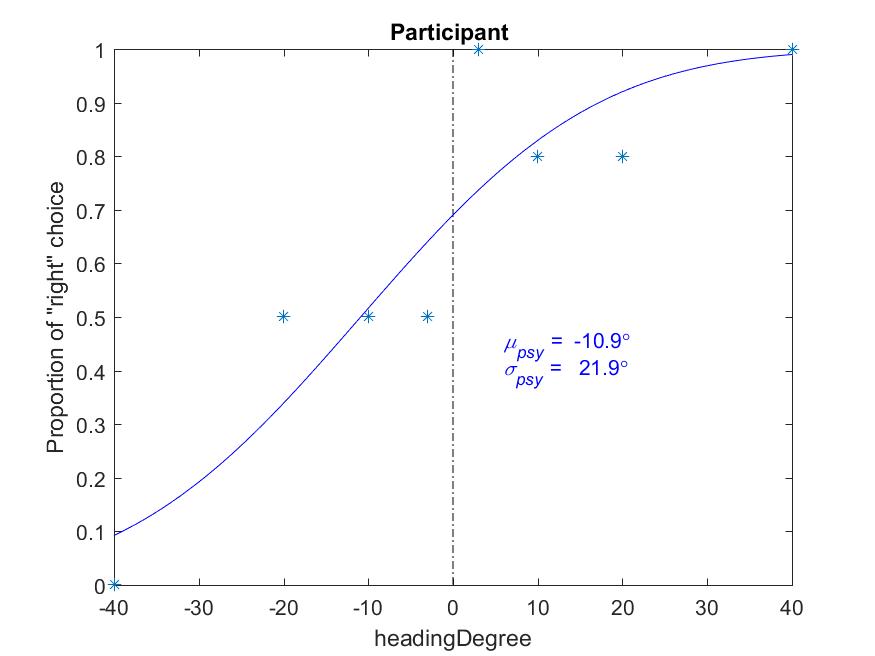 Participant
1
0.9
0.8
0.7
0.6
0.5
0.4
0.3
0.2
0.1
0
Proportion of "right" choice
μpsy = -10.9°
σpsy = 21.9°
-40 -30 -20 -10 0 10 20 30 40
headingDegree